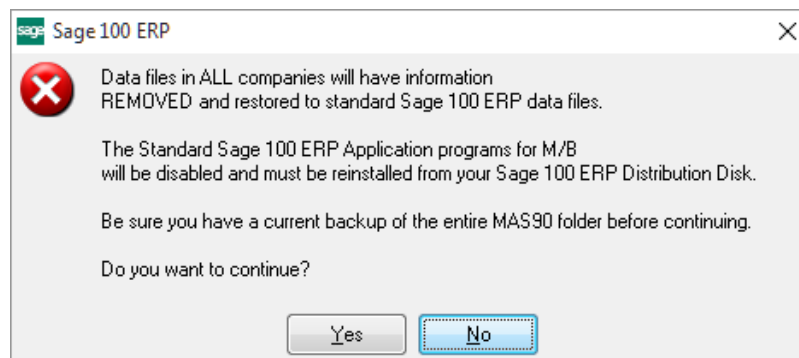 sage Sage 100 ERP
Data files in ALL companies will have information
REMOVED and restored to standard Sage 100 ERP data files.
The Standard Sage 100 ERP Application programs for M/B
will be disabled and must be reinstalled from your Sage 100 ERP Distribution Disk.
Be sure you have a current backup of the entire MAS90 folder before continuing.
Do you want to continue?
Yes No